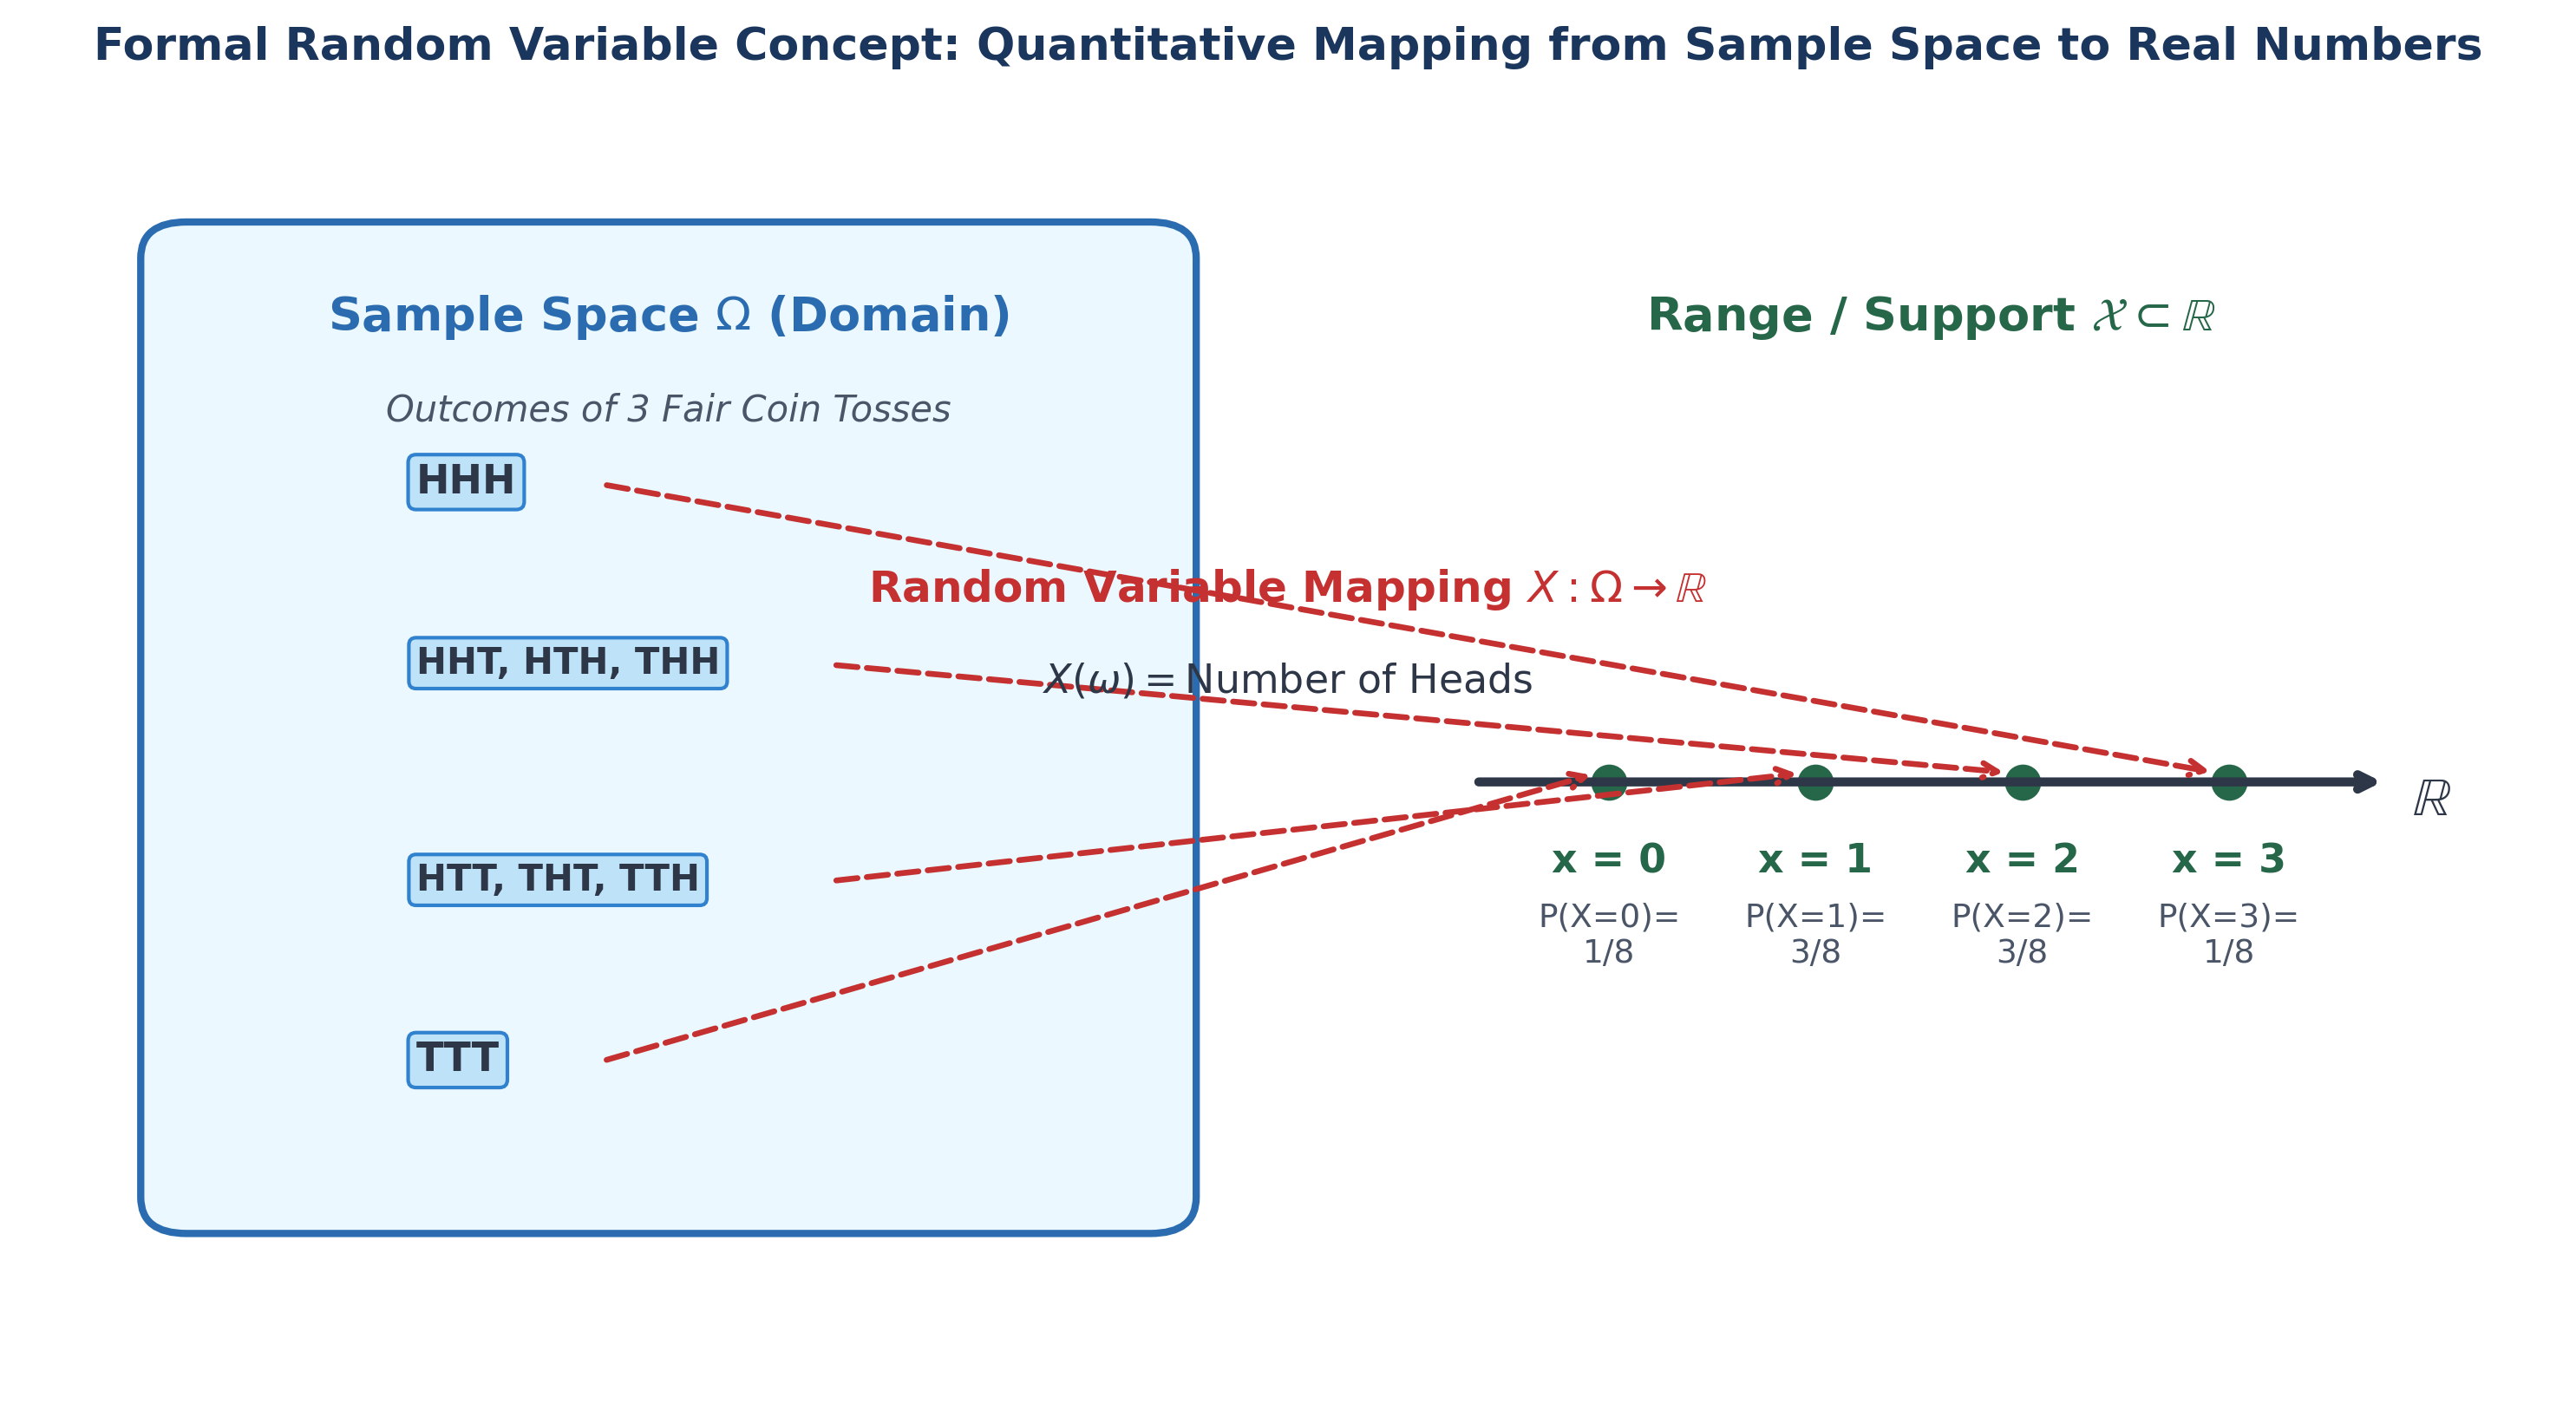 Formal Random Variable Concept: Quantitative Mapping from Sample Space to Real Numbers
Sample Space Ω (Domain)
Outcomes of 3 Fair Coin Tosses
HHH
HHT, HTH, THH
HTT, THT, TTH
TTT
Random Variable Mapping X : Ω → ℝ
X(ω) = Number of Heads
Range / Support 𝒳 ⊂ ℝ
ℝ
x = 0 x = 1 x = 2 x = 3
P(X=0)= P(X=1)= P(X=2)= P(X=3)=
1/8 3/8 3/8 1/8